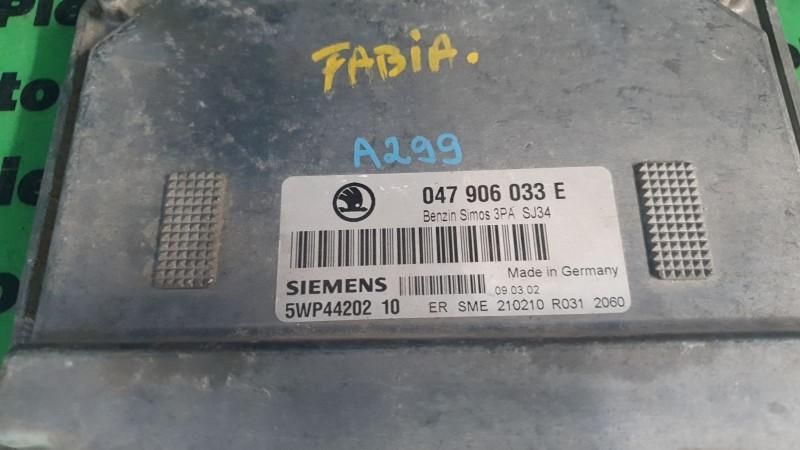 FABiA.
A299
047 906 033 E
Benzin Simos 3PA SJ34
SIEMENS
Made in Germany
09.03.02
5WP44202 10 ER SME 210210 R031 2060